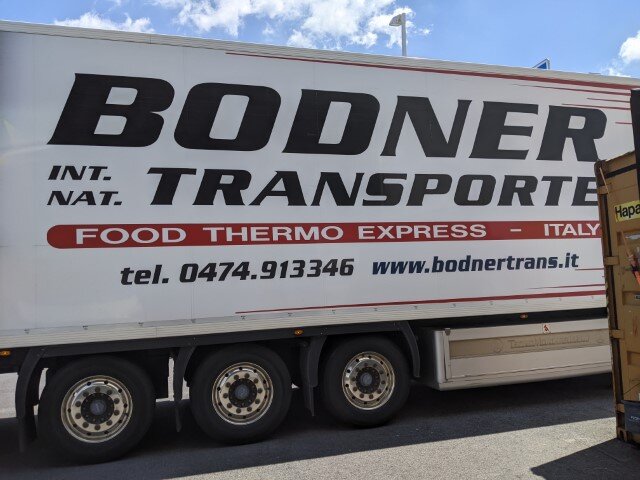 BODNER
INT. NAT. TRANSPORTE
FOOD THERMO EXPRESS - ITALY
tel. 0474.913346 www.bodnertrans.it